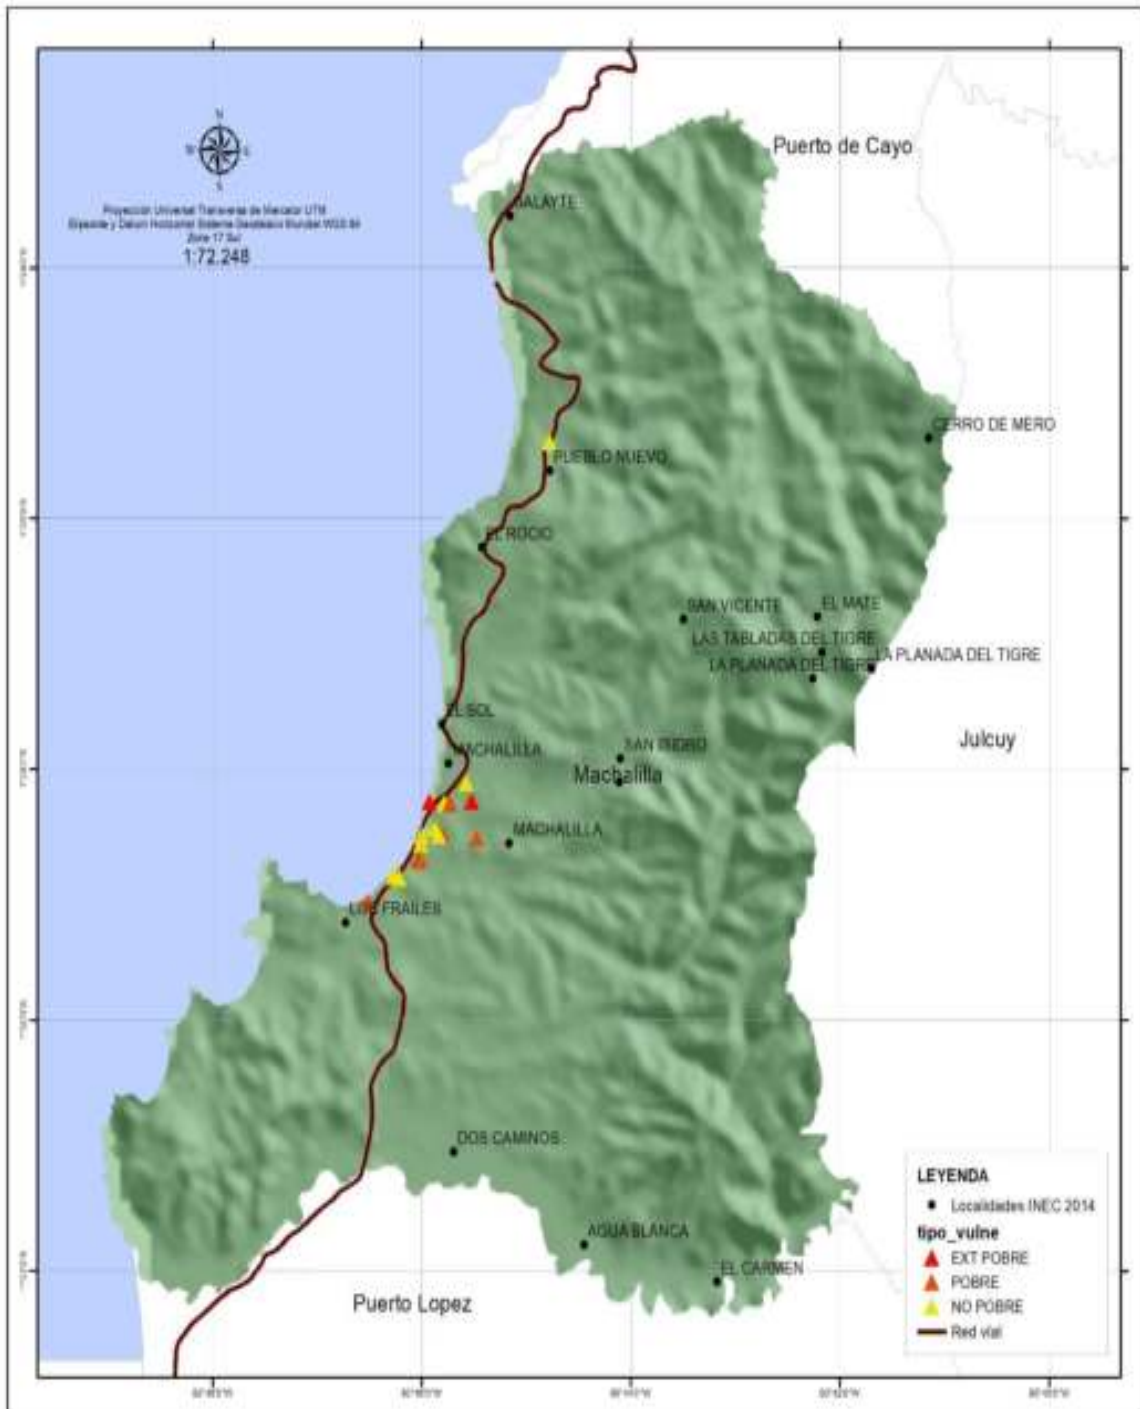 N
Puerto de Cayo
Proyección Universal Transversa de Mercator UTM
Zona 17 Sur
1:72.248
SALAYTE
CERRO DE MERO
PUEBLO NUEVO
EL ROCIO
SAN VICENTE
EL MATE
LAS TABLADAS DEL TIGRE
LA PLANADA DEL TIGRE
LA PLANADA DEL TIGRE
EL SOL
Julcuy
MACHALILLA
SAN ISIDRO
Machalilla
MACHALILLA
LOS FRAILES
DOS CAMINOS
AGUA BLANCA
EL CARMEN
Puerto Lopez
LEYENDA
Localidades INEC 2014
tipo_vulne
EXT POBRE
POBRE
NO POBRE
Red vial